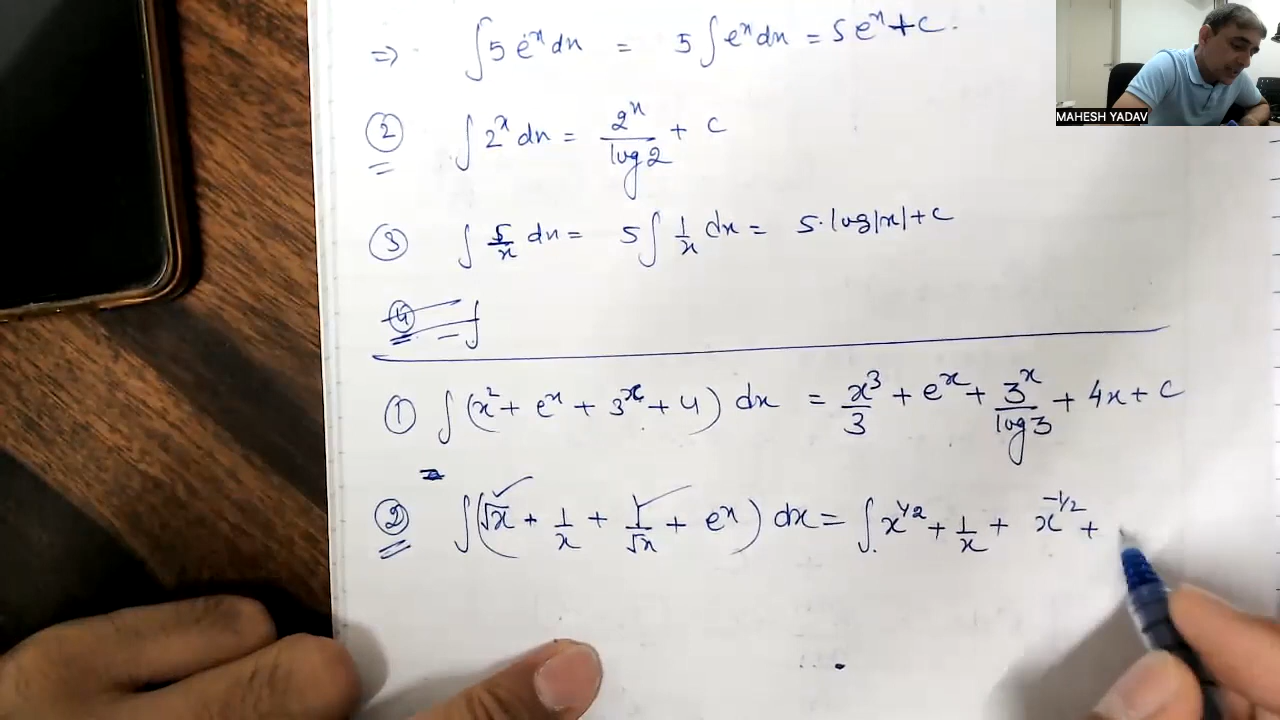 ⇒ ∫5 eˣ dx = 5 ∫eˣ dx = 5 eˣ + c.
MAHESH YADAV
② ∫2ˣ dx = 2ˣ/log 2 + c
③ ∫ 5/x dx = 5∫ 1/x dx = 5·log|x| + c
④ = ∫
① ∫(x² + eˣ + 3ˣ + 4) dx = x³/3 + eˣ + 3ˣ/log 3 + 4x + c
② ∫(√x + 1/x + 1/√x + eˣ) dx = ∫x^1/2 + 1/x + x^-1/2 +